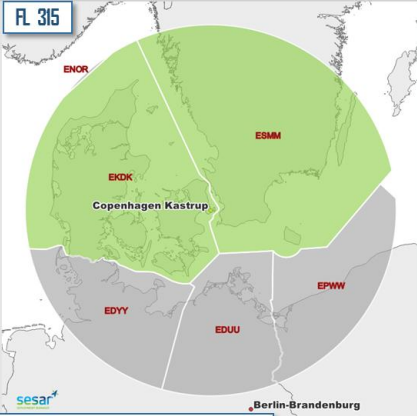 FL 315
ENOR
ESMM
EKDK
Copenhagen Kastrup
EPWW
EDYY
EDUU
sesar
Berlin-Brandenburg